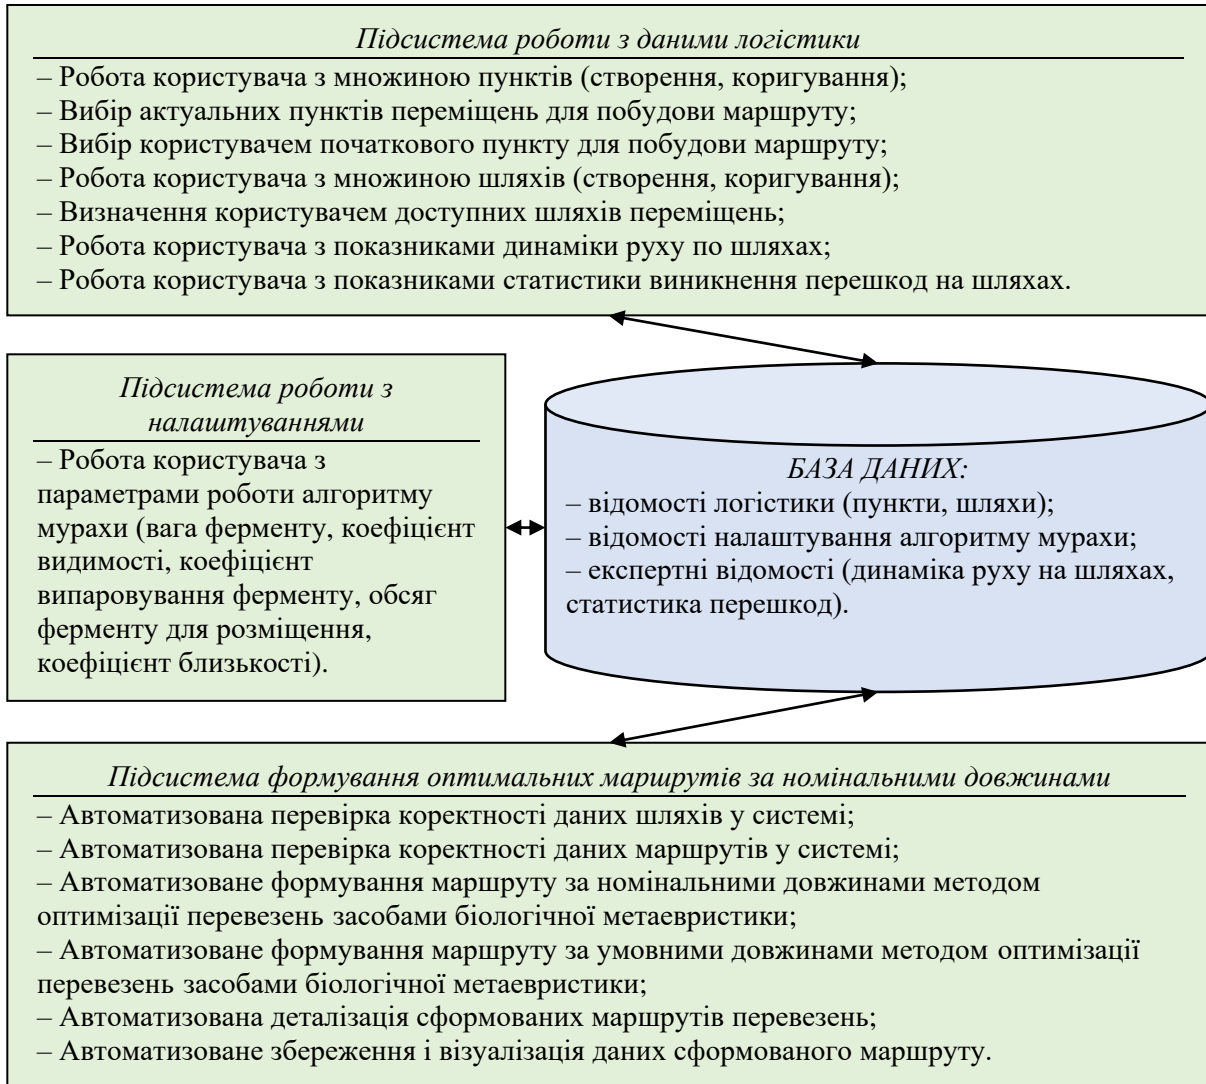 Підсистема роботи з даними логістики
– Робота користувача з множиною пунктів (створення, коригування);
– Вибір актуальних пунктів переміщень для побудови маршруту;
– Вибір користувачем початкового пункту для побудови маршруту;
– Робота користувача з множиною шляхів (створення, коригування);
– Визначення користувачем доступних шляхів переміщень;
– Робота користувача з показниками динаміки руху по шляхах;
– Робота користувача з показниками статистики виникнення перешкод на шляхах.
Підсистема роботи з
налаштуваннями
– Робота користувача з
параметрами роботи алгоритму
мурахи (вага ферменту, коефіцієнт
видимості, коефіцієнт
випаровування ферменту, обсяг
ферменту для розміщення,
коефіцієнт близькості).
БАЗА ДАНИХ:
– відомості логістики (пункти, шляхи);
– відомості налаштування алгоритму мурахи;
– експертні відомості (динаміка руху на шляхах,
статистика перешкод).
Підсистема формування оптимальних маршрутів за номінальними довжинами
– Автоматизована перевірка коректності даних шляхів у системі;
– Автоматизована перевірка коректності даних маршрутів у системі;
– Автоматизоване формування маршруту за номінальними довжинами методом
оптимізації перевезень засобами біологічної метаевристики;
– Автоматизоване формування маршруту за умовними довжинами методом оптимізації
перевезень засобами біологічної метаевристики;
– Автоматизована деталізація сформованих маршрутів перевезень;
– Автоматизоване збереження і візуалізація даних сформованого маршруту.